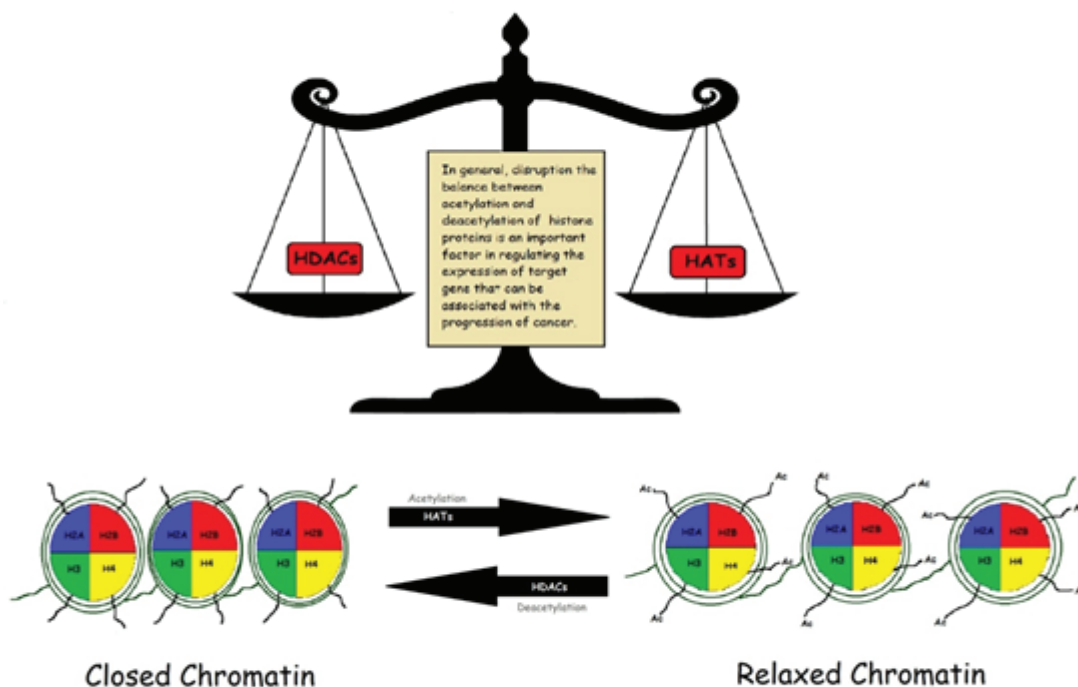 In general, disruption the
balance between
acetylation and
deacetylation of histone
proteins is an important
factor in regulating the
expression of target
gene that can be
associated with the
progression of cancer.
HDACs
HATs
Acetylation
HATs
HDACs
Deacetylation
H2A H2B
H3 H4
H2A H2B
H3 H4
H2A H2B
H3 H4
Ac Ac
H2A H2B
H3 H4
Ac
Ac
Ac Ac
H2A H2B
H3 H4
Ac
Ac
Ac Ac
H2A H2B
H3 H4
Ac
Closed Chromatin
Relaxed Chromatin